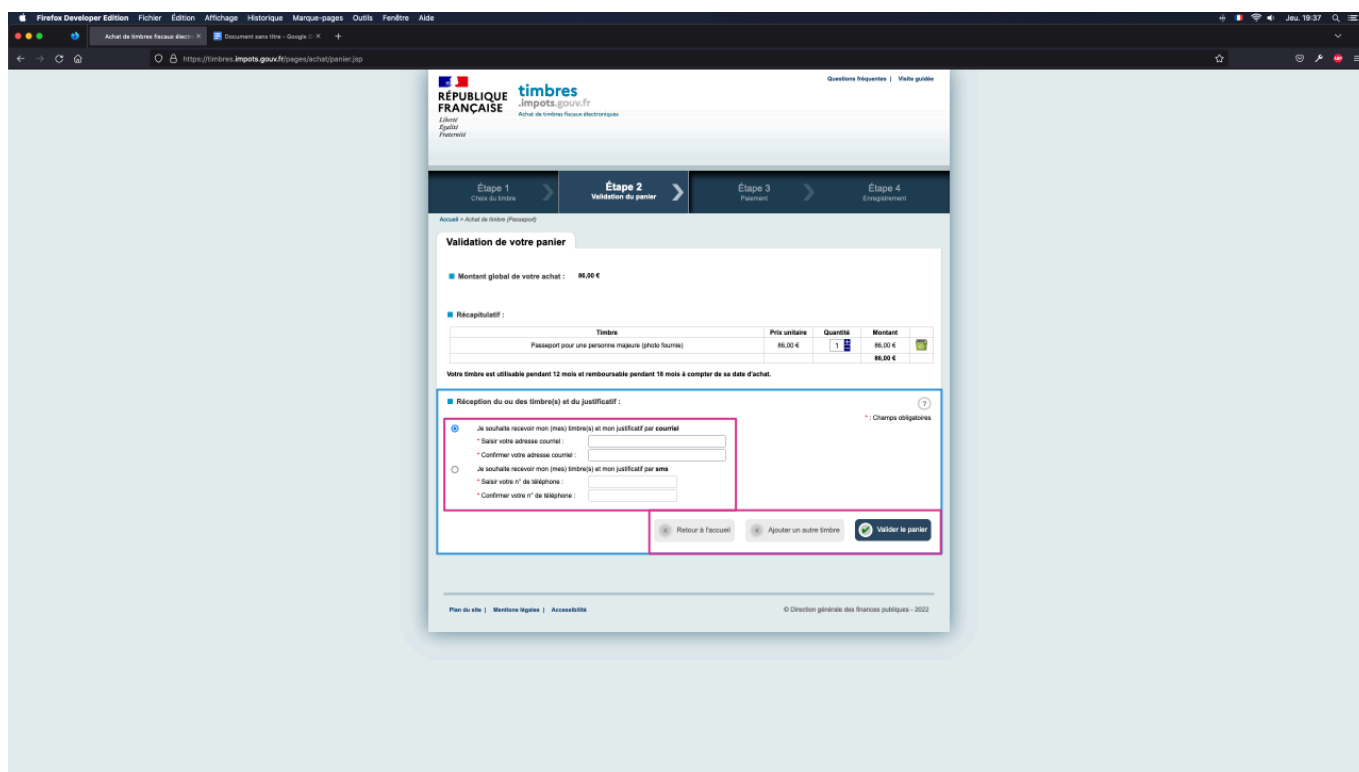 Firefox Developer Edition Fichier Édition Affichage Historique Marque-pages Outils Fenêtre Aide
Jeu. 19:37
Achat de timbres fiscaux élect
Document sans titre - Google
https://timbres.impots.gouv.fr/pages/achat/panier.jsp
Questions fréquentes | Visite guidée
RÉPUBLIQUE
FRANÇAISE
Liberté
Égalité
Fraternité
timbres
.impots.gouv.fr
Achat de timbres fiscaux électroniques
Étape 1
Choix du timbre
Étape 2
Validation du panier
Étape 3
Paiement
Étape 4
Enregistrement
Accueil > Achat de timbre (Passeport)
Validation de votre panier
Montant global de votre achat : 86,00 €
Récapitulatif :
Timbre Prix unitaire Quantité Montant
Passeport pour une personne majeure (photo fournie) 86,00 € 1 86,00 €
86,00 €
Votre timbre est utilisable pendant 12 mois et remboursable pendant 18 mois à compter de sa date d'achat.
Réception du ou des timbre(s) et du justificatif :
?
* : Champs obligatoires
Je souhaite recevoir mon (mes) timbre(s) et mon justificatif par courriel
* Saisir votre adresse courriel :
* Confirmer votre adresse courriel :
Je souhaite recevoir mon (mes) timbre(s) et mon justificatif par sms
* Saisir votre n° de téléphone :
* Confirmer votre n° de téléphone :
Retour à l'accueil
Ajouter un autre timbre
Valider le panier
Plan du site | Mentions légales | Accessibilité
© Direction générale des finances publiques - 2022